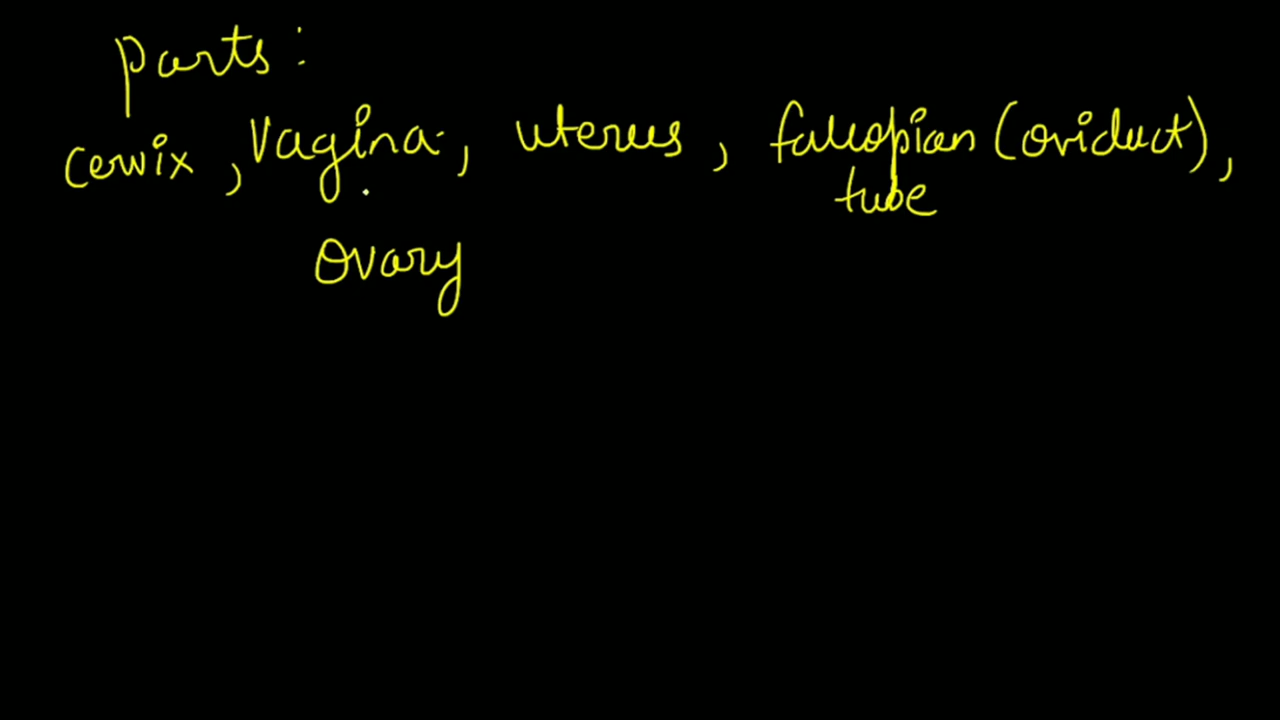 parts:
cervix, vagina, uterus, fallopian (oviduct),
tube
ovary